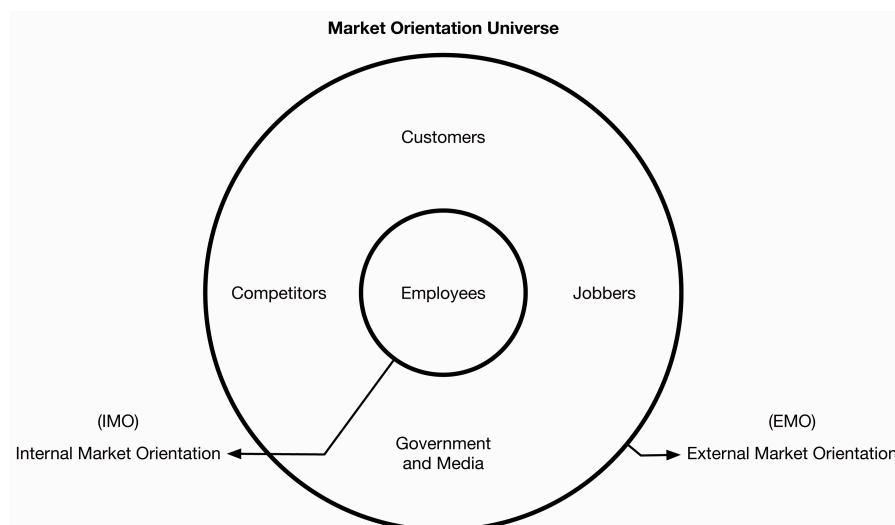 Market Orientation Universe
Customers
Competitors
Employees
Jobbers
(IMO)
(EMO)
Internal Market Orientation
Government
and Media
External Market Orientation